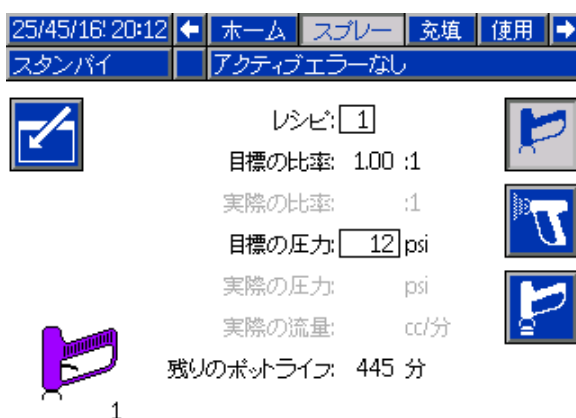 25/45/16 20:12 ホーム スプレー 充填 使用
スタンバイ アクティブエラーなし
レシピ: 1
目標の比率: 1.00 :1
実際の比率: :1
目標の圧力: 12 psi
実際の圧力: psi
実際の流量: cc/分
残りのポットライフ: 445 分
1